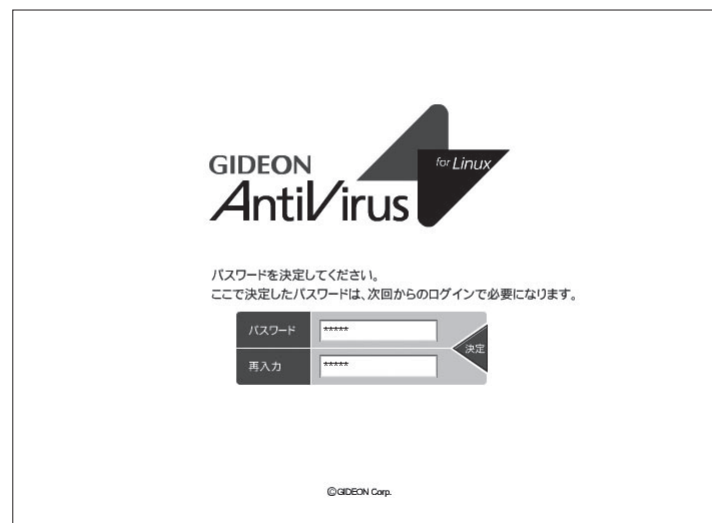 GIDEON
AntiVirus
for Linux
パスワードを決定してください。
ここで決定したパスワードは、次回からのログインで必要になります。
パスワード
*****
決定
再入力
*****
©GIDEON Corp.